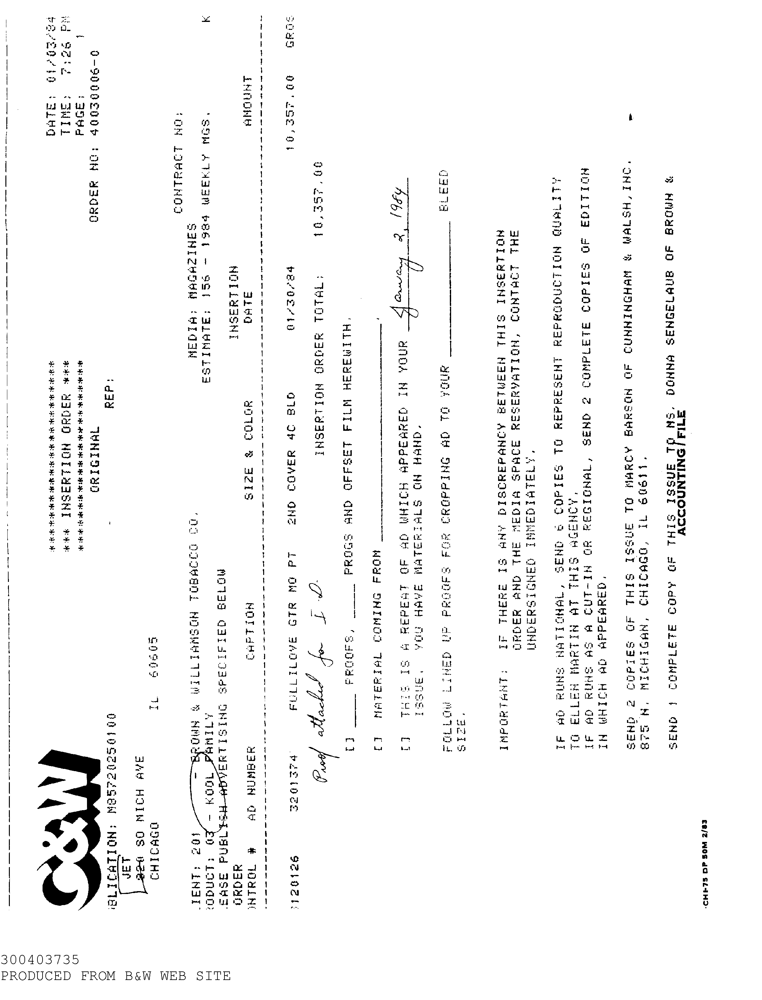 DATE: 01/03/84
TIME: 7:26 PM
PAGE: 1
ORDER NO: 40030006-0
*** INSERTION ORDER ***
ORIGINAL
REP:
C&W
BLICATION: M85720250100
JET
820 SO MICH AVE
CHICAGO IL 60605
CONTRACT NO:
IENT: 201 - BROWN & WILLIAMSON TOBACCO CO. MEDIA: MAGAZINES
ODUCT: 03 - KOOL FAMILY ESTIMATE: 156 - 1984 WEEKLY MGS. K
EASE PUBLISH ADVERTISING SPECIFIED BELOW
ORDER INSERTION
NTROL # AD NUMBER CAPTION SIZE & COLOR DATE AMOUNT
120126 3201374 FULLILOVE GTR MO PT 2ND COVER 4C BLD 01/30/84 10,357.00 GROS
Proof attached for I.D. INSERTION ORDER TOTAL: 10,357.00
[] ____ PROOFS, ____ PROGS AND OFFSET FILM HEREWITH.
[] MATERIAL COMING FROM ____.
[] THIS IS A REPEAT OF AD WHICH APPEARED IN YOUR January 2, 1984
ISSUE. YOU HAVE MATERIALS ON HAND.
FOLLOW LINED UP PROOFS FOR CROPPING AD TO YOUR ____ BLEED
SIZE.
IMPORTANT: IF THERE IS ANY DISCREPANCY BETWEEN THIS INSERTION
ORDER AND THE MEDIA SPACE RESERVATION, CONTACT THE
UNDERSIGNED IMMEDIATELY.
IF AD RUNS NATIONAL, SEND 6 COPIES TO REPRESENT REPRODUCTION QUALITY
TO ELLEN MARTIN AT THIS AGENCY.
IF AD RUNS AS A CUT-IN OR REGIONAL, SEND 2 COMPLETE COPIES OF EDITION
IN WHICH AD APPEARED.
SEND 2 COPIES OF THIS ISSUE TO MARCY BARSON OF CUNNINGHAM & WALSH,INC.
875 N. MICHIGAN, CHICAGO, IL 60611.
SEND 1 COMPLETE COPY OF THIS ISSUE TO MS. DONNA SENGELAUB OF BROWN &
ACCOUNTING/FILE
CHI-75 DP 50M 2/83
300403735
PRODUCED FROM B&W WEB SITE